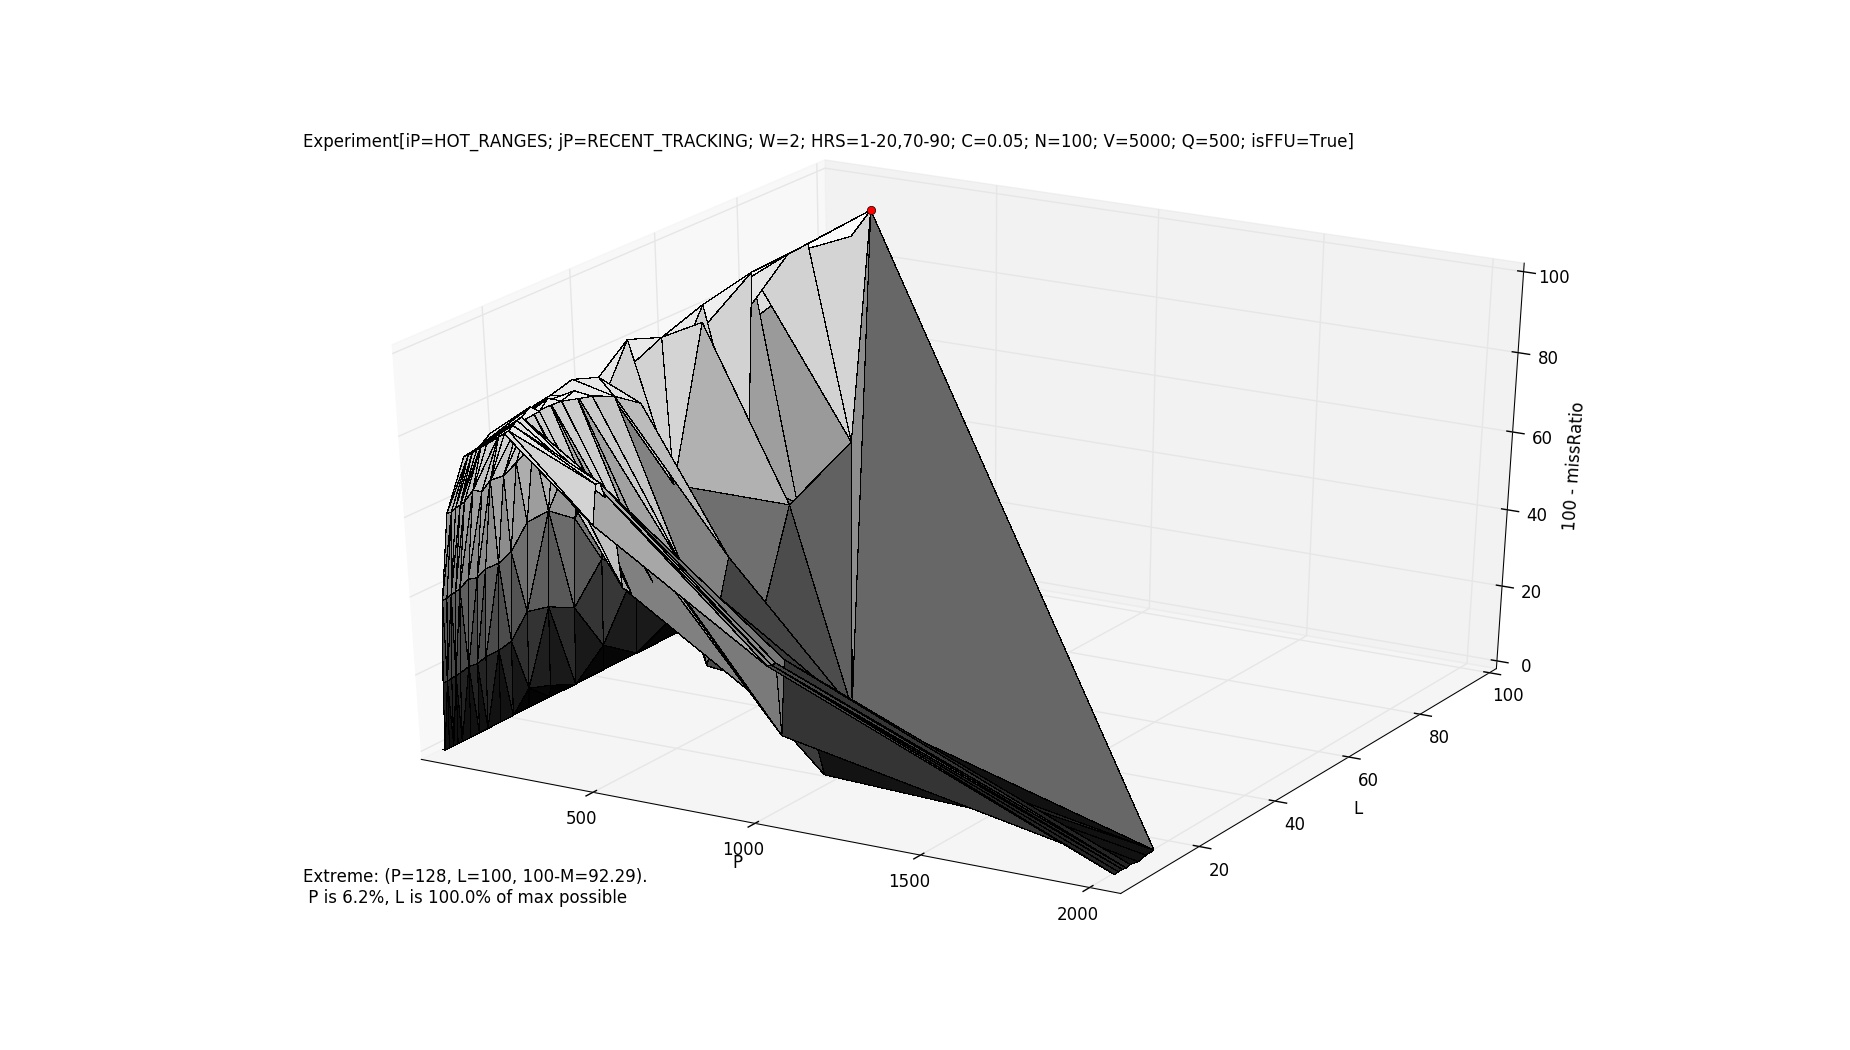 Experiment[iP=HOT_RANGES; jP=RECENT_TRACKING; W=2; HRS=1-20,70-90; C=0.05; N=100; V=5000; Q=500; isFFU=True]
100
80
60
40
20
0
100 - missRatio
100
80
60
40
20
L
500
1000
1500
2000
P
Extreme: (P=128, L=100, 100-M=92.29).
P is 6.2%, L is 100.0% of max possible